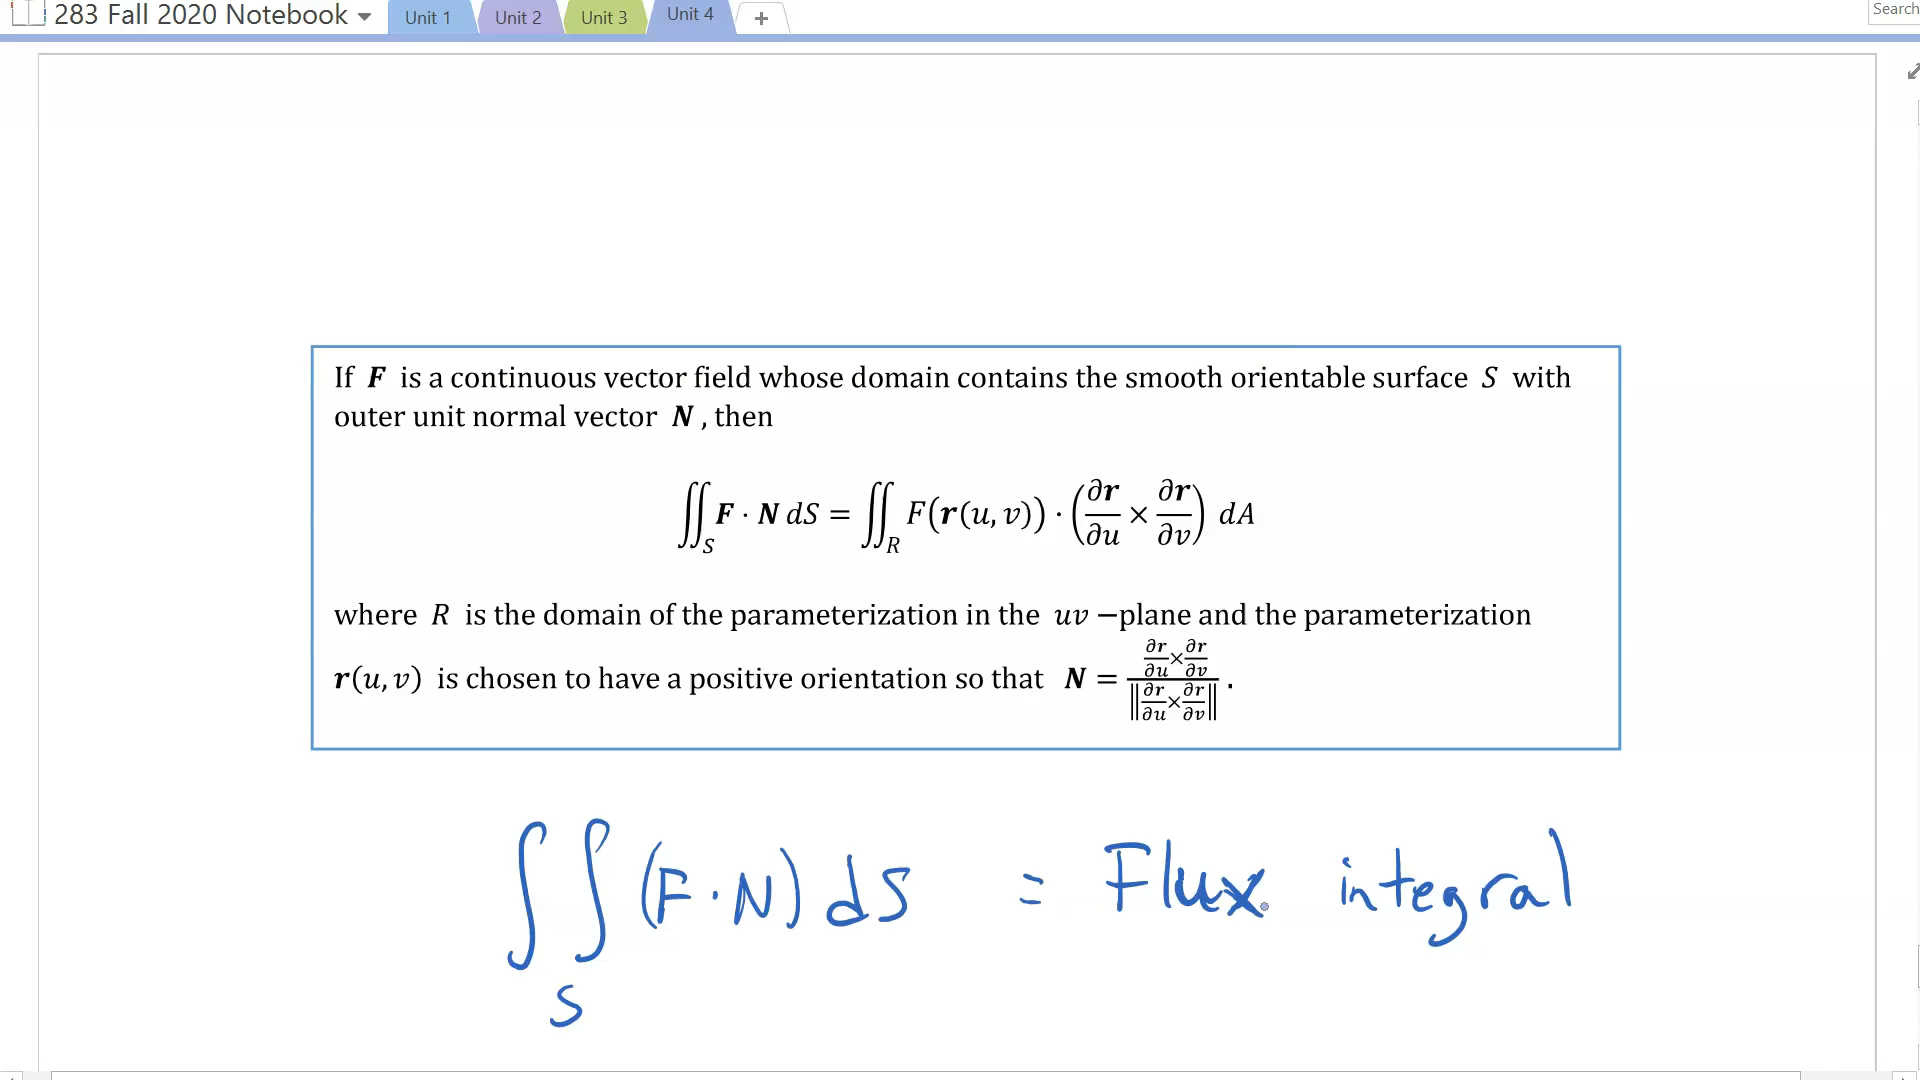 283 Fall 2020 Notebook Unit 1 Unit 2 Unit 3 Unit 4 + Search
If F is a continuous vector field whose domain contains the smooth orientable surface S with
outer unit normal vector N , then
∬_S F · N dS = ∬_R F(r(u, v)) · (∂r/∂u × ∂r/∂v) dA
where R is the domain of the parameterization in the uv −plane and the parameterization
r(u, v) is chosen to have a positive orientation so that N = (∂r/∂u × ∂r/∂v) / ‖∂r/∂u × ∂r/∂v‖ .
∫∫_S (F · N) dS = Flux integral